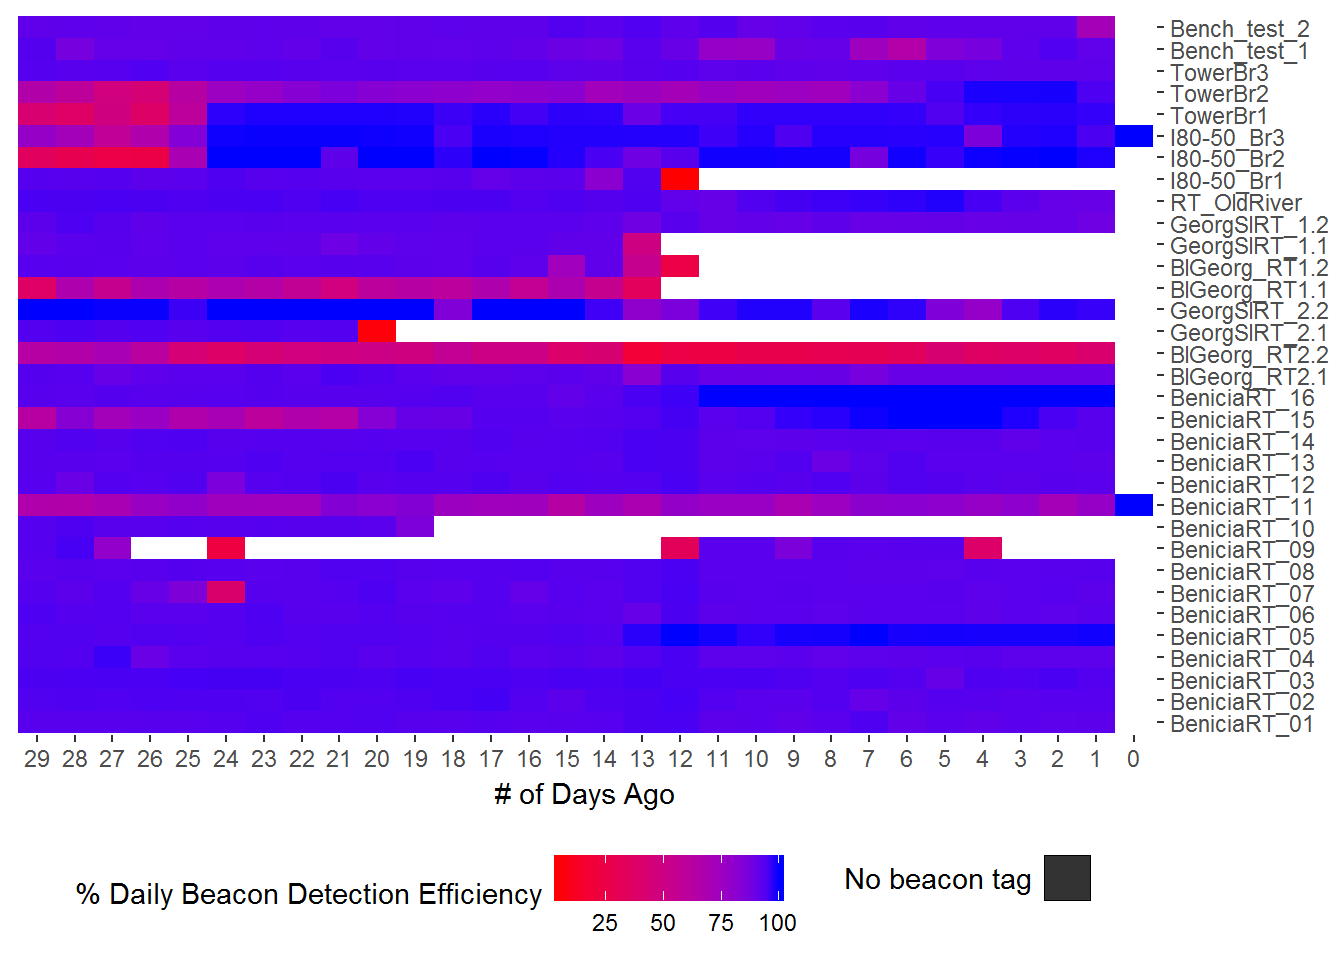 Bench_test_2
Bench_test_1
TowerBr3
TowerBr2
TowerBr1
I80-50_Br3
I80-50_Br2
I80-50_Br1
RT_OldRiver
GeorgSlRT_1.2
GeorgSlRT_1.1
BlGeorg_RT1.2
BlGeorg_RT1.1
GeorgSlRT_2.2
GeorgSlRT_2.1
BlGeorg_RT2.2
BlGeorg_RT2.1
BeniciaRT_16
BeniciaRT_15
BeniciaRT_14
BeniciaRT_13
BeniciaRT_12
BeniciaRT_11
BeniciaRT_10
BeniciaRT_09
BeniciaRT_08
BeniciaRT_07
BeniciaRT_06
BeniciaRT_05
BeniciaRT_04
BeniciaRT_03
BeniciaRT_02
BeniciaRT_01
29 28 27 26 25 24 23 22 21 20 19 18 17 16 15 14 13 12 11 10 9 8 7 6 5 4 3 2 1 0
# of Days Ago
% Daily Beacon Detection Efficiency
25 50 75 100
No beacon tag